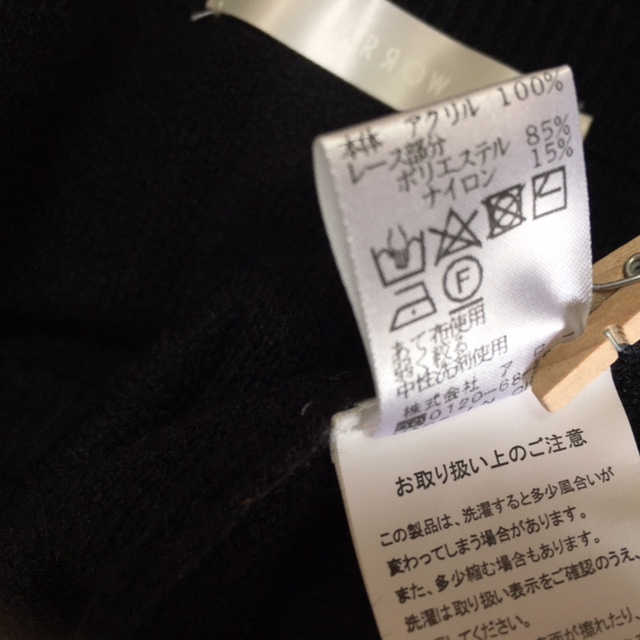 ARROW
本体 アクリル 100%
レース部分
ポリエステル 85%
ナイロン 15%
F
あて布使用
弱く絞る
中性洗剤使用
株式会社 ア
0120-68
お取り扱い上のご注意
この製品は、洗濯すると多少風合いが
変わってしまう場合があります。
また、多少縮む場合もあります。
洗濯は取り扱い表示をご確認のうえ、